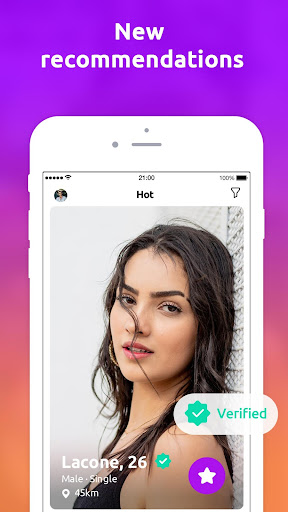 New
recommendations
21:00
100%
Hot
Verified
Lacone, 26
Male · Single
45km